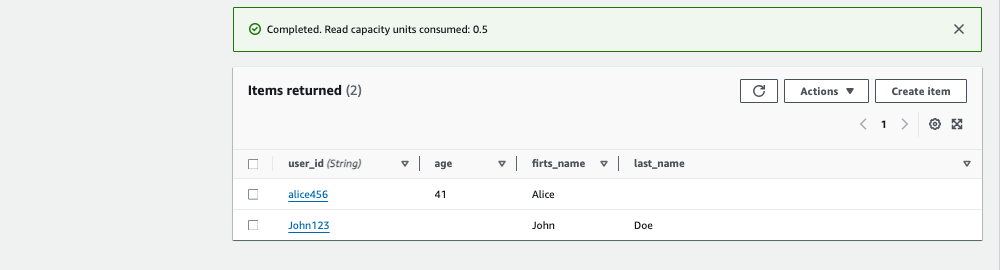 Completed. Read capacity units consumed: 0.5
Items returned (2)
Actions
Create item
1
user_id (String) age firts_name last_name
alice456 41 Alice
John123 John Doe